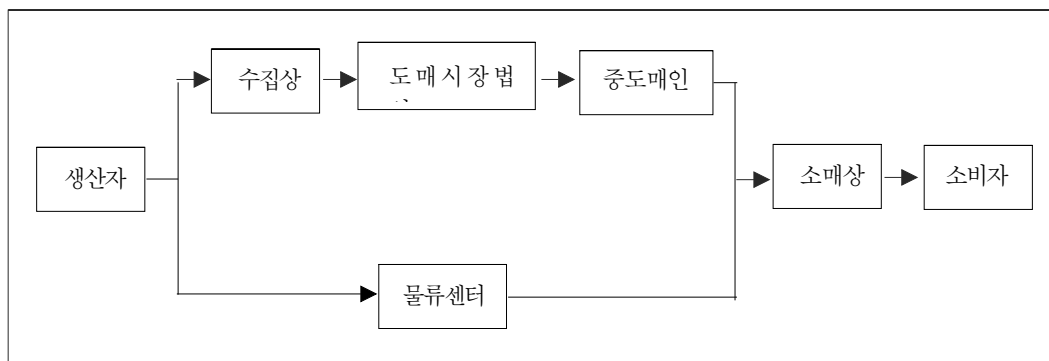 수집상
도매시장법
중도매인
생산자
소매상
소비자
물류센터